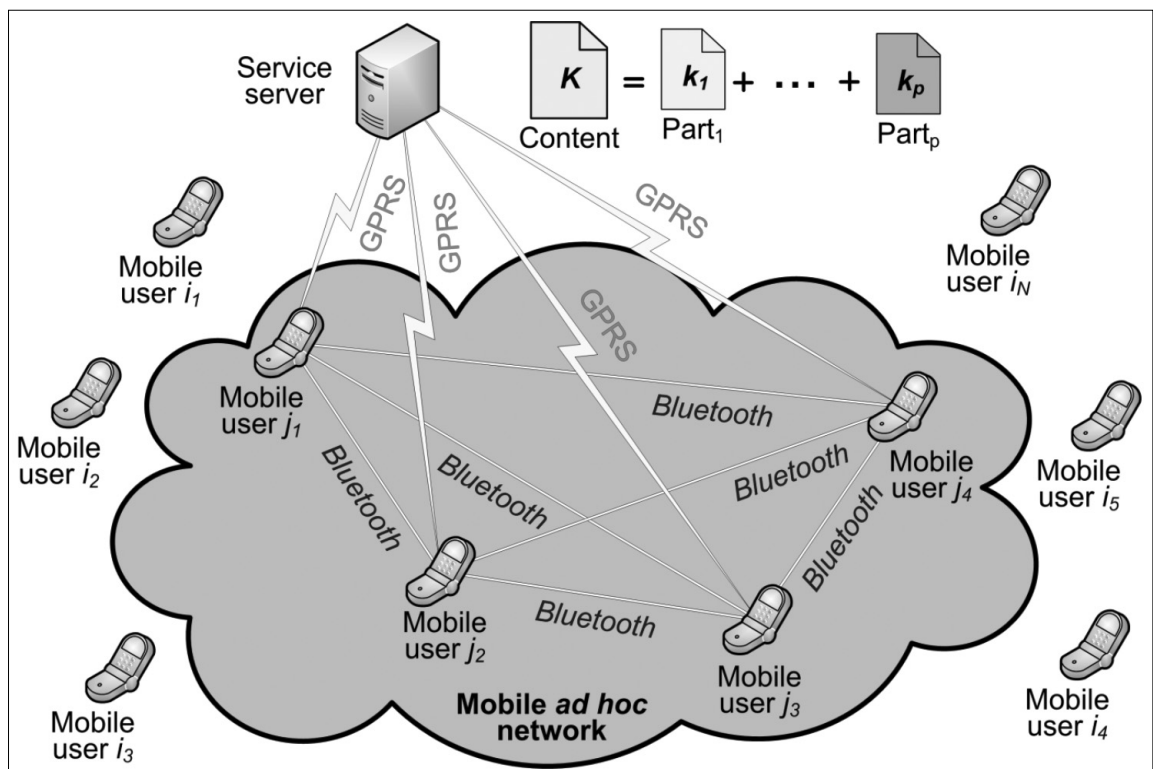 Service
server
K = k1 + ... + kp
Content
Part1
Partp
GPRS
GPRS
GPRS
GPRS
Mobile
user i1
Mobile
user iN
Mobile
user j1
Bluetooth
Mobile
user i2
Mobile
user j4
Mobile
user i5
Bluetooth
Bluetooth
Bluetooth
Bluetooth
Bluetooth
Mobile
user j2
Mobile
user j3
Mobile
user i3
Mobile
user i4
Mobile ad hoc
network